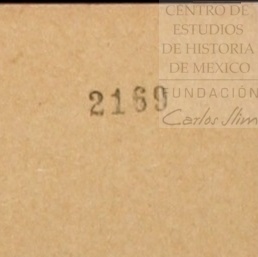 CENTRO DE
ESTUDIOS
DE HISTORIA
DE MEXICO
FUNDACIÓN
Carlos Slim
2169